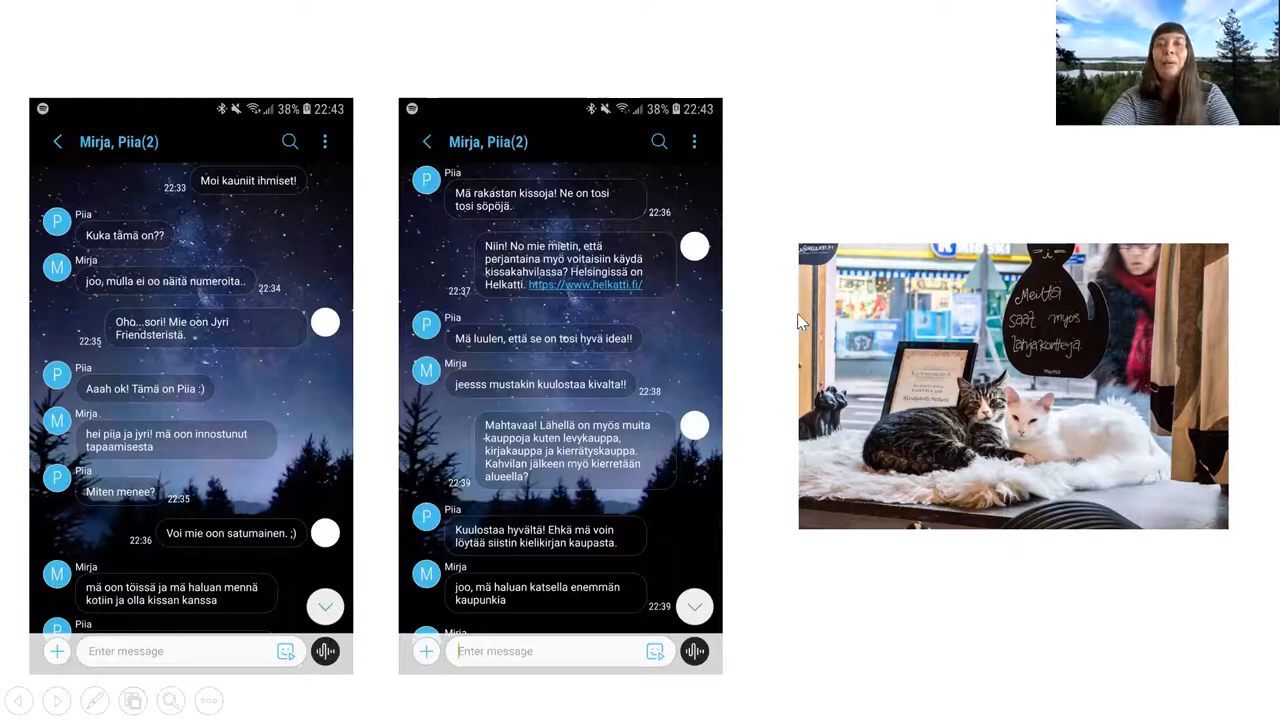 38% 22:43
Mirja, Piia(2)
Moi kauniit ihmiset!
22:33
Piia
P
Kuka tämä on??
Mirja
M
joo, mulla ei oo näitä numeroita..
22:34
Oho...sori! Mie oon Jyri
Friendsteristä.
22:35
Piia
P
Aaah ok! Tämä on Piia :)
Mirja
M
hei piia ja jyri! mä oon innostunut
tapaamisesta
Piia
P
Miten menee?
22:35
Voi mie oon satumainen. ;)
22:36
Mirja
M
mä oon töissä ja mä haluan mennä
kotiin ja olla kissan kanssa
Piia
P
Enter message
38% 22:43
Mirja, Piia(2)
Piia
P
Mä rakastan kissoja! Ne on tosi
tosi söpöjä.
22:36
Niin! No mie mietin, että
perjantaina myö voitaisiin käydä
kissakahvilassa? Helsingissä on
Helkatti. https://www.helkatti.fi/
22:37
Piia
P
Mä luulen, että se on tosi hyvä idea!!
Mirja
M
jeesss mustakin kuulostaa kivalta!!
22:38
Mahtavaa! Lähellä on myös muita
kauppoja kuten levykauppa,
kirjakauppa ja kierrätyskauppa.
Kahvilan jälkeen myö kierretään
alueella?
22:39
Piia
P
Kuulostaa hyvältä! Ehkä mä voin
löytää siistin kielikirjan kaupasta.
Mirja
M
joo, mä haluan katsella enemmän
kaupunkia
22:39
Mirja
Enter message
Meiltä
saat myös
lahjakortteja.